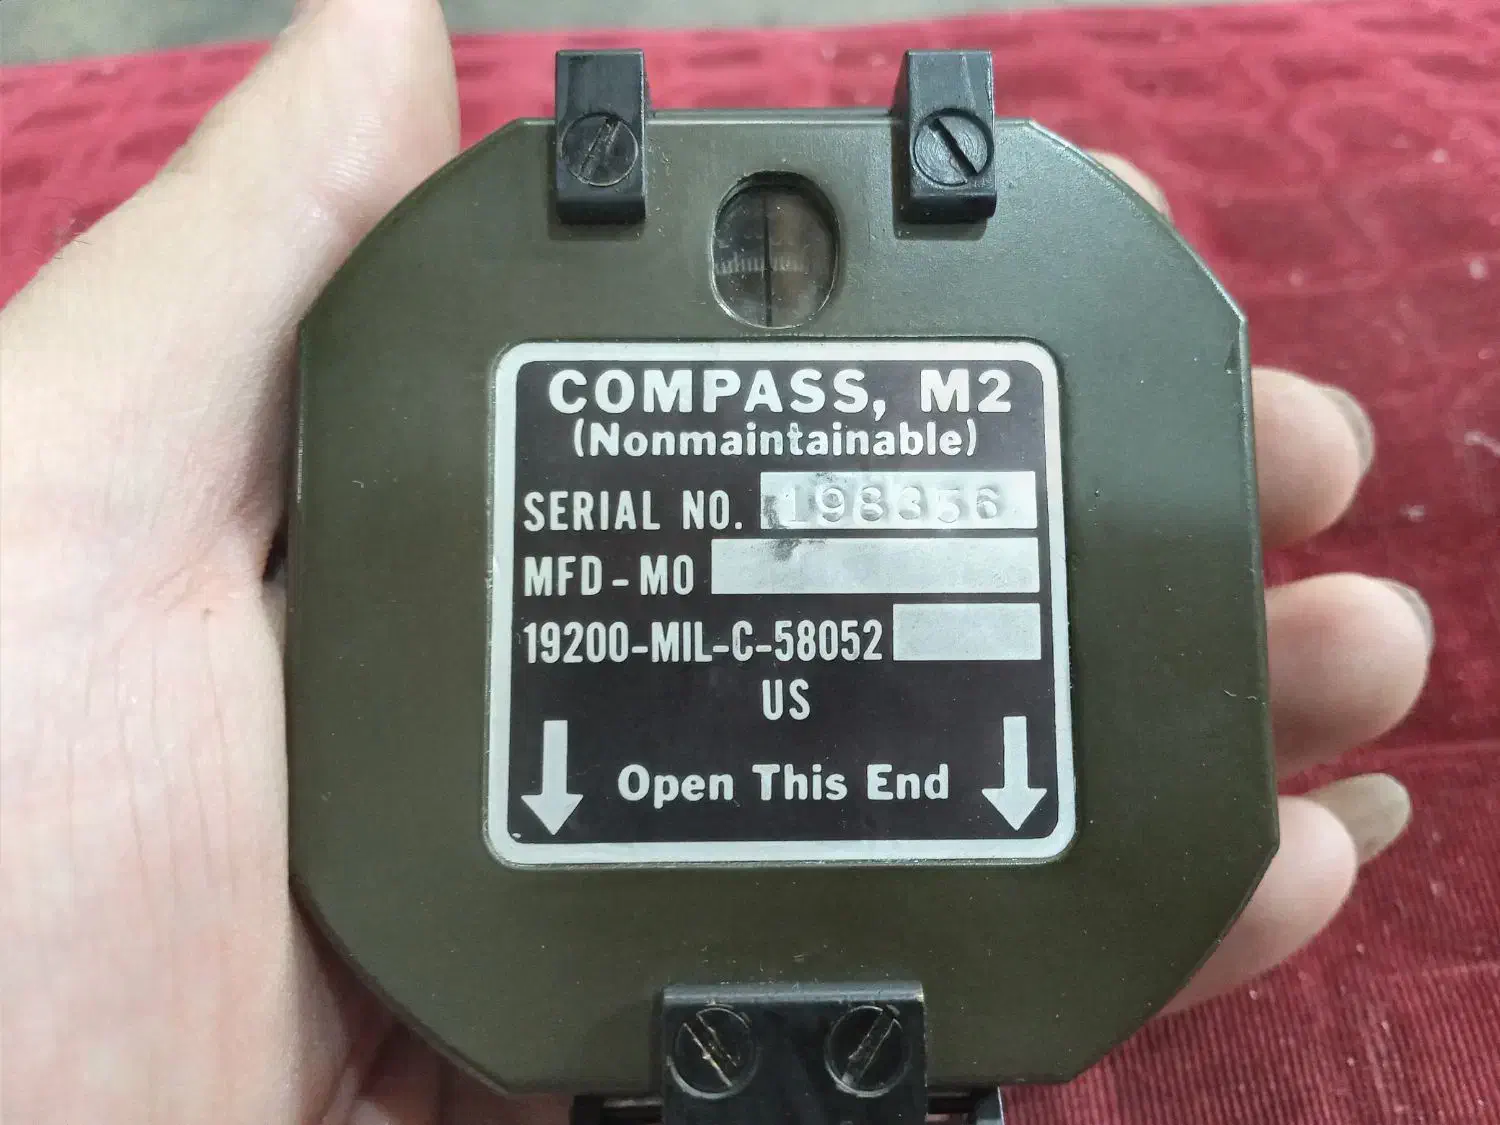 COMPASS, M2
(Nonmaintainable)
SERIAL NO. 198356
MFD-MO
19200-MIL-C-58052
US
Open This End